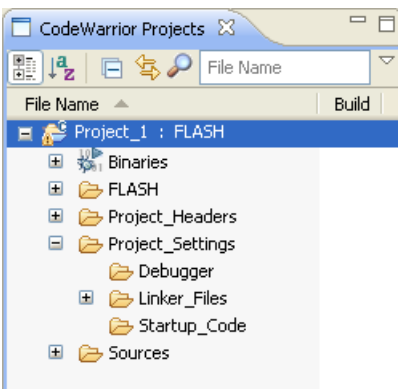 CodeWarrior Projects
File Name
File Name Build
Project_1 : FLASH
Binaries
FLASH
Project_Headers
Project_Settings
Debugger
Linker_Files
Startup_Code
Sources